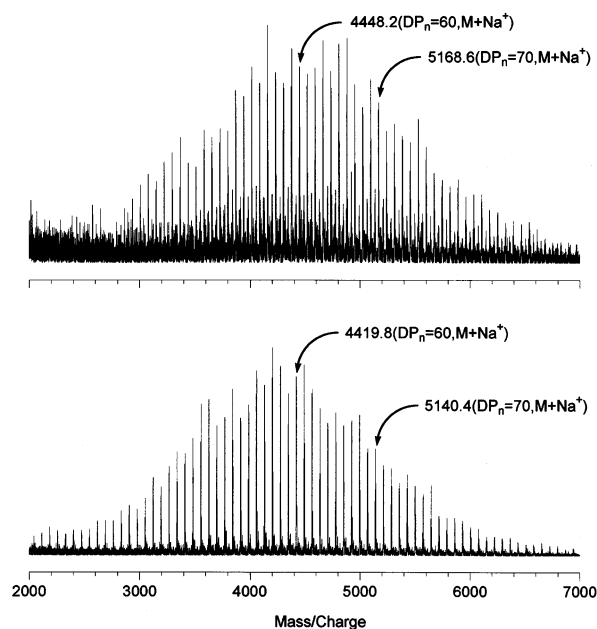 4448.2(DPn=60,M+Na+)
5168.6(DPn=70,M+Na+)
4419.8(DPn=60,M+Na+)
5140.4(DPn=70,M+Na+)
2000 3000 4000 5000 6000 7000
Mass/Charge